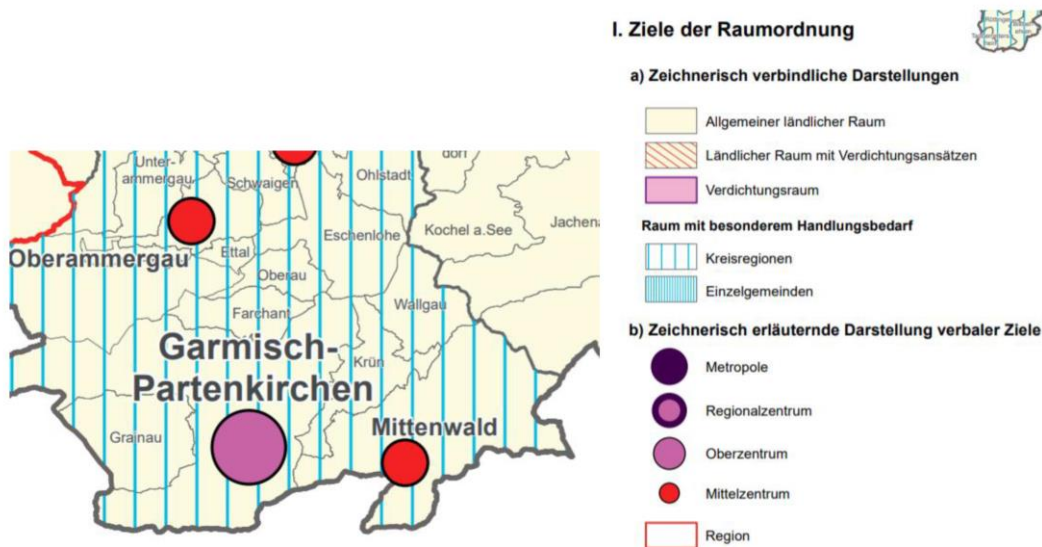 Unter-
ammergau
Schwaigen
Ohlstadt
dorf
Jachena
Kochel a.See
Eschenlohe
Ettal
Oberammergau
Oberau
Wallgau
Farchant
Garmisch-
Partenkirchen
Krün
Grainau
Mittenwald
I. Ziele der Raumordnung
a) Zeichnerisch verbindliche Darstellungen
Allgemeiner ländlicher Raum
Ländlicher Raum mit Verdichtungsansätzen
Verdichtungsraum
Raum mit besonderem Handlungsbedarf
Kreisregionen
Einzelgemeinden
b) Zeichnerisch erläuternde Darstellung verbaler Ziele
Metropole
Regionalzentrum
Oberzentrum
Mittelzentrum
Region